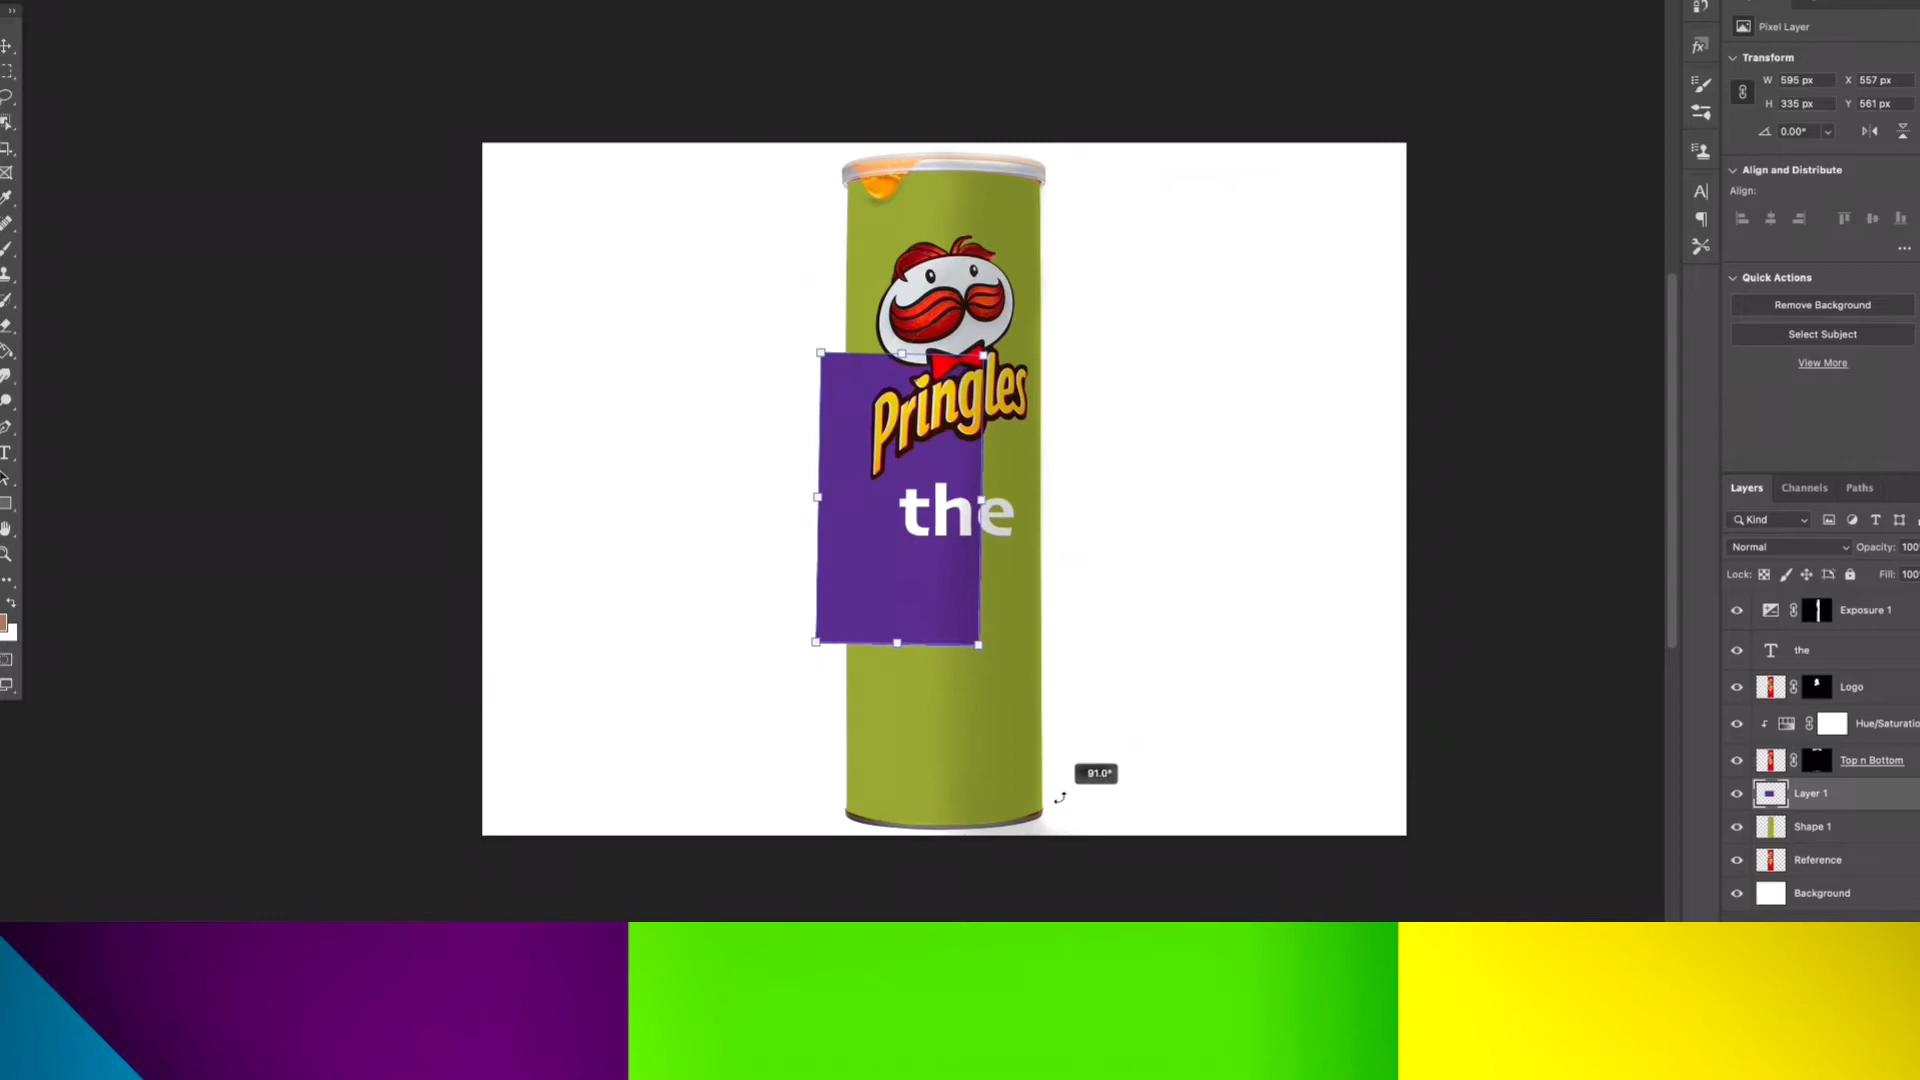 Pixel Layer
Transform
W 595 px X 557 px
H 335 px Y 561 px
0.00°
Align and Distribute
Align:
Quick Actions
Remove Background
Select Subject
View More
Pringles
the
91.0°
Layers Channels Paths
Kind
Normal Opacity: 100
Lock: Fill: 100
Exposure 1
the
Logo
Hue/Saturatio
Top n Bottom
Layer 1
Shape 1
Reference
Background